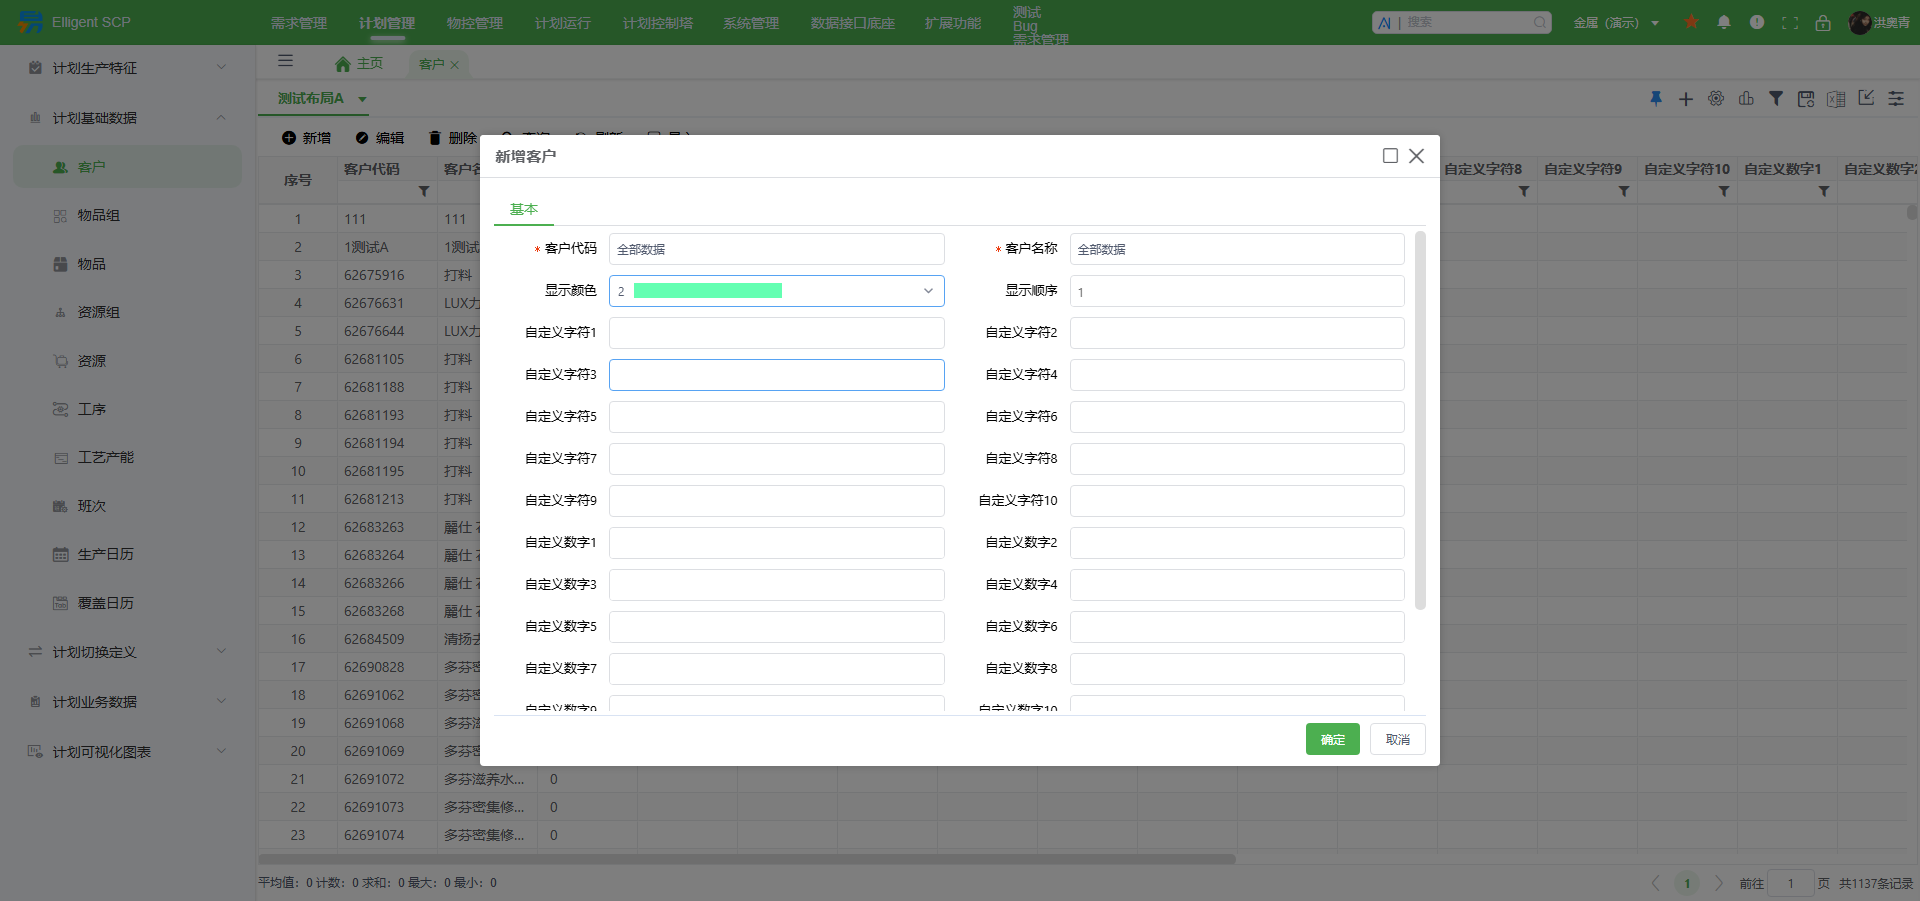 Elligent SCP
需求管理 计划管理 物控管理 计划运行 计划控制塔 系统管理 数据接口底座 扩展功能
测试
Bug
需求管理
AI | 搜索
金属（演示）
洪奥青
主页 客户
测试布局A
计划生产特征
计划基础数据
客户
物品组
物品
资源组
资源
工序
工艺产能
班次
生产日历
覆盖日历
计划切换定义
计划业务数据
计划可视化图表
新增 编辑 删除
序号 客户代码 自定义字符8 自定义字符9 自定义字符10 自定义数字1
1 111 111
2 1测试A 1测试
3 62675916 打料
4 62676631 LUX力
5 62676644 LUX力
6 62681105 打料
7 62681188 打料
8 62681193 打料
9 62681194 打料
10 62681195 打料
11 62681213 打料
12 62683263 麗仕
13 62683264 麗仕
14 62683266 麗仕
15 62683268 麗仕
16 62684509 清扬
17 62690828 多芬密
18 62691062 多芬密
19 62691068 多芬滋
20 62691069 多芬密
21 62691072 多芬滋养水... 0
22 62691073 多芬密集修... 0
23 62691074 多芬密集修... 0
平均值：0 计数：0 求和：0 最大：0 最小：0
1 前往 1 页 共1137条记录
新增客户
基本
* 客户代码 全部数据 * 客户名称 全部数据
显示颜色 2 显示顺序 1
自定义字符1 自定义字符2
自定义字符3 自定义字符4
自定义字符5 自定义字符6
自定义字符7 自定义字符8
自定义字符9 自定义字符10
自定义数字1 自定义数字2
自定义数字3 自定义数字4
自定义数字5 自定义数字6
自定义数字7 自定义数字8
自定义数字9 自定义数字10
确定 取消